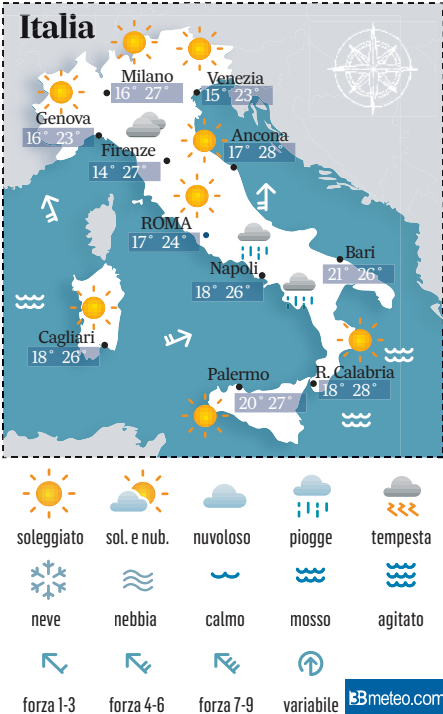 Italia
Milano
16° 27°
Venezia
15° 23°
Genova
16° 23°
Ancona
17° 28°
Firenze
14° 27°
ROMA
17° 24°
Bari
21° 26°
Napoli
18° 26°
Cagliari
18° 26°
Palermo
20° 27°
R. Calabria
18° 28°
soleggiato sol. e nub. nuvoloso piogge tempesta
neve nebbia calmo mosso agitato
forza 1-3 forza 4-6 forza 7-9 variabile
3Bmeteo.com